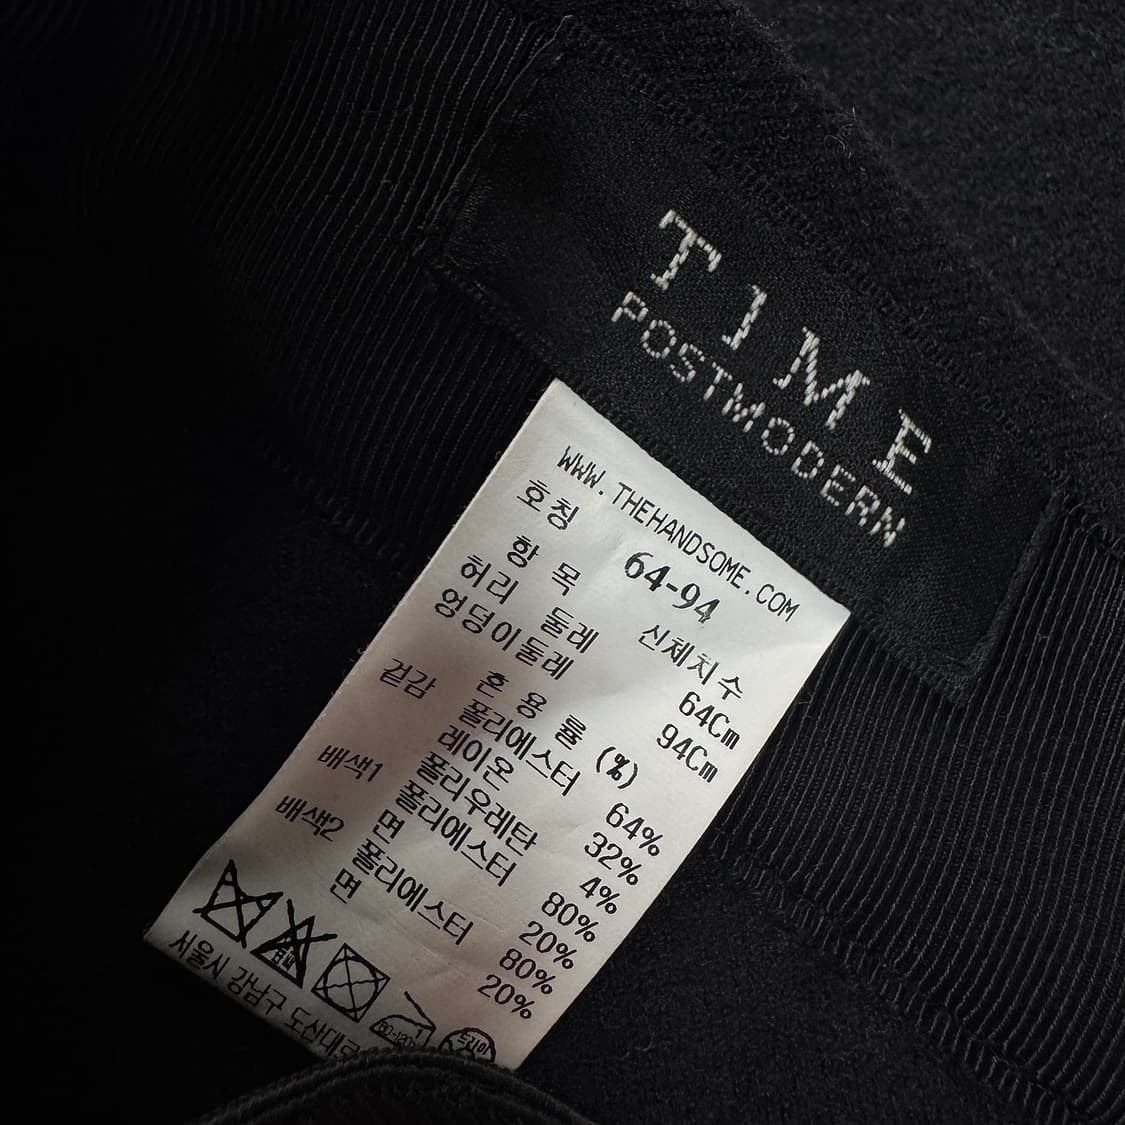 TIME
POSTMODERN
WWW.THEHANDSOME.COM
호칭 64-94
항 목 신체치수
허리 둘레 64Cm
엉덩이둘레 94Cm
혼 용 률 (%)
겉감 폴리에스터 64%
레이온 32%
폴리우레탄 4%
배색1 폴리에스터 80%
면 20%
배색2 폴리에스터 80%
면 20%
드라이
서울시 강남구 도산대로